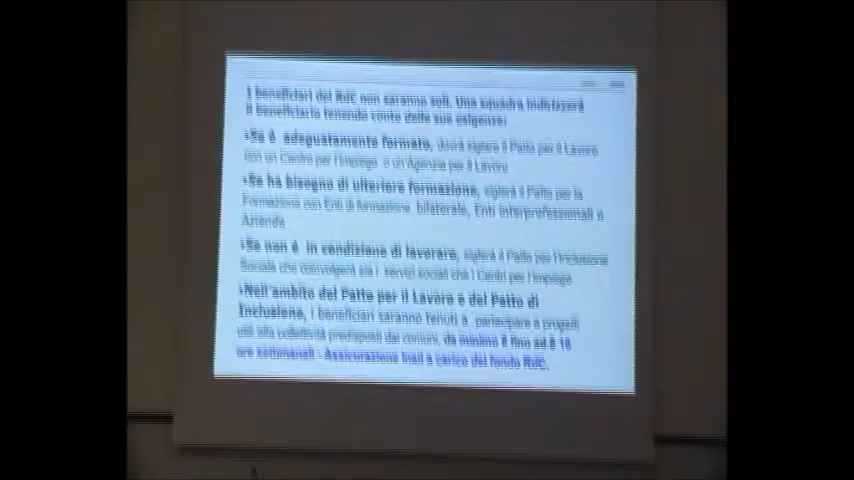 I beneficiari del RdC non saranno soli. Una squadra indirizzerà
il beneficiario tenendo conto delle sue esigenze:
•Se è adeguatamente formato, dovrà siglare il Patto per il Lavoro
con un Centro per l'Impiego o un'Agenzia per il Lavoro
•Se ha bisogno di ulteriore formazione, siglerà il Patto per la
Formazione con Enti di formazione bilaterale, Enti interprofessionali o
Aziende
•Se non è in condizione di lavorare, siglerà il Patto per l'Inclusione
Sociale che coinvolgerà sia i servizi sociali che i Centri per l'Impiego
•Nell'ambito del Patto per il Lavoro e del Patto di
Inclusione, i beneficiari saranno tenuti a partecipare a progetti
utili alla collettività predisposti dai comuni, da minimo 8 fino ad 16
ore settimanali - Assicurazione Inail a carico del fondo RdC.